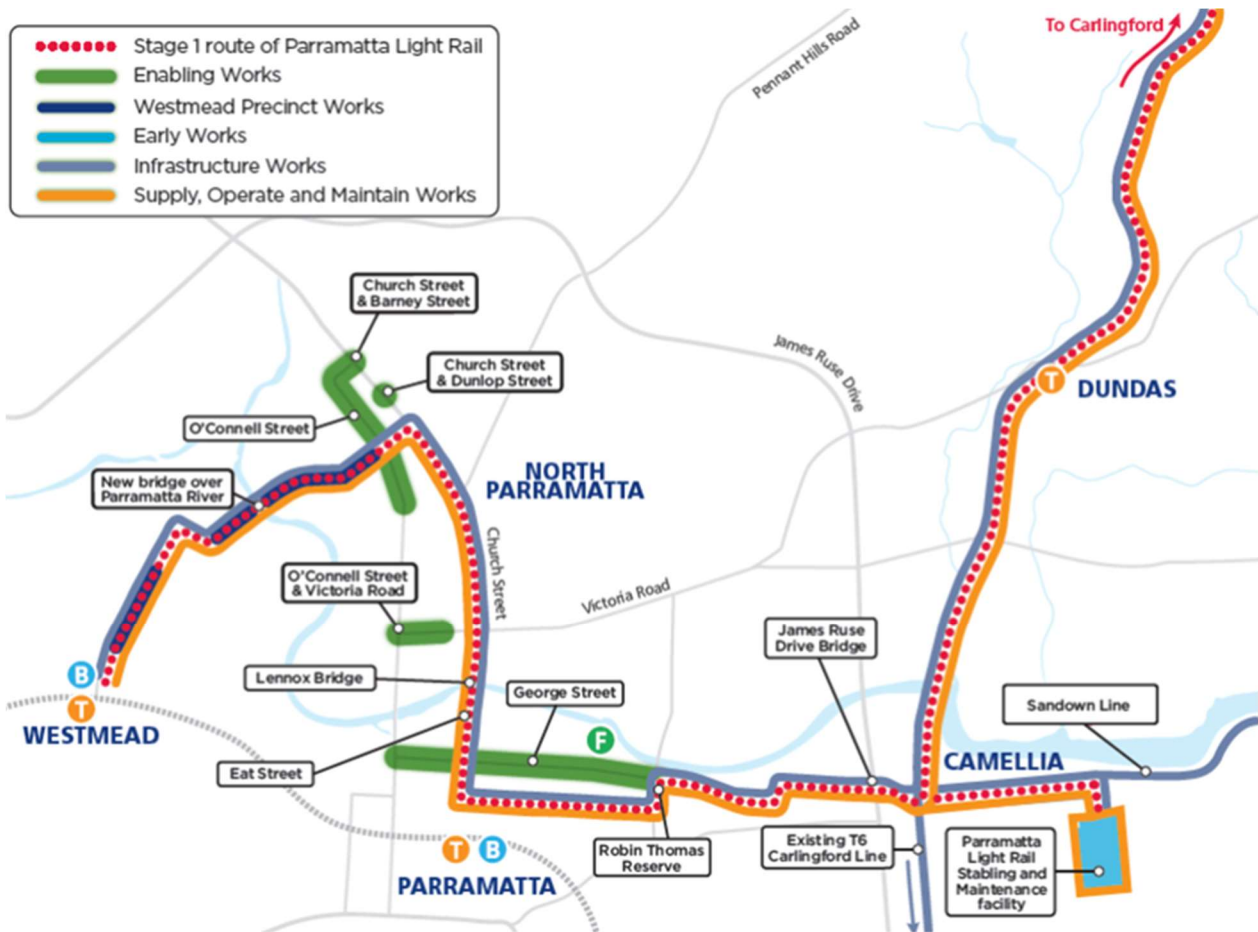 Stage 1 route of Parramatta Light Rail
Enabling Works
Westmead Precinct Works
Early Works
Infrastructure Works
Supply, Operate and Maintain Works
To Carlingford
Pennant Hills Road
Church Street
& Barney Street
Church Street
& Dunlop Street
James Ruse Drive
T
DUNDAS
O'Connell Street
NORTH
PARRAMATTA
New bridge over
Parramatta River
Church Street
O'Connell Street
& Victoria Road
Victoria Road
James Ruse
Drive Bridge
B
T
WESTMEAD
Lennox Bridge
George Street
Sandown Line
F
Eat Street
CAMELLIA
Robin Thomas
Reserve
Existing T6
Carlingford Line
Parramatta
Light Rail
Stabling and
Maintenance
facility
T B
PARRAMATTA